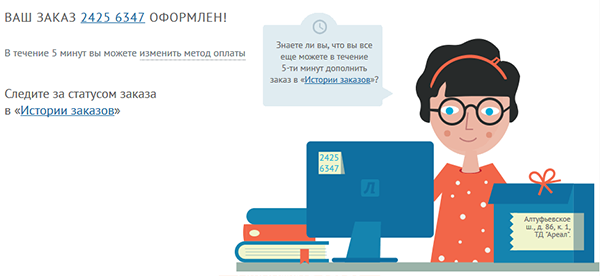 ВАШ ЗАКАЗ 2425 6347 ОФОРМЛЕН!
В течение 5 минут вы можете изменить метод оплаты
Следите за статусом заказа
в «Истории заказов»
Знаете ли вы, что вы все
еще можете в течение
5-ти минут дополнить
заказ в «Истории заказов»?
2425
6347
Л
Алтуфьевское
ш., д. 86, к. 1,
ТД "Ареал".